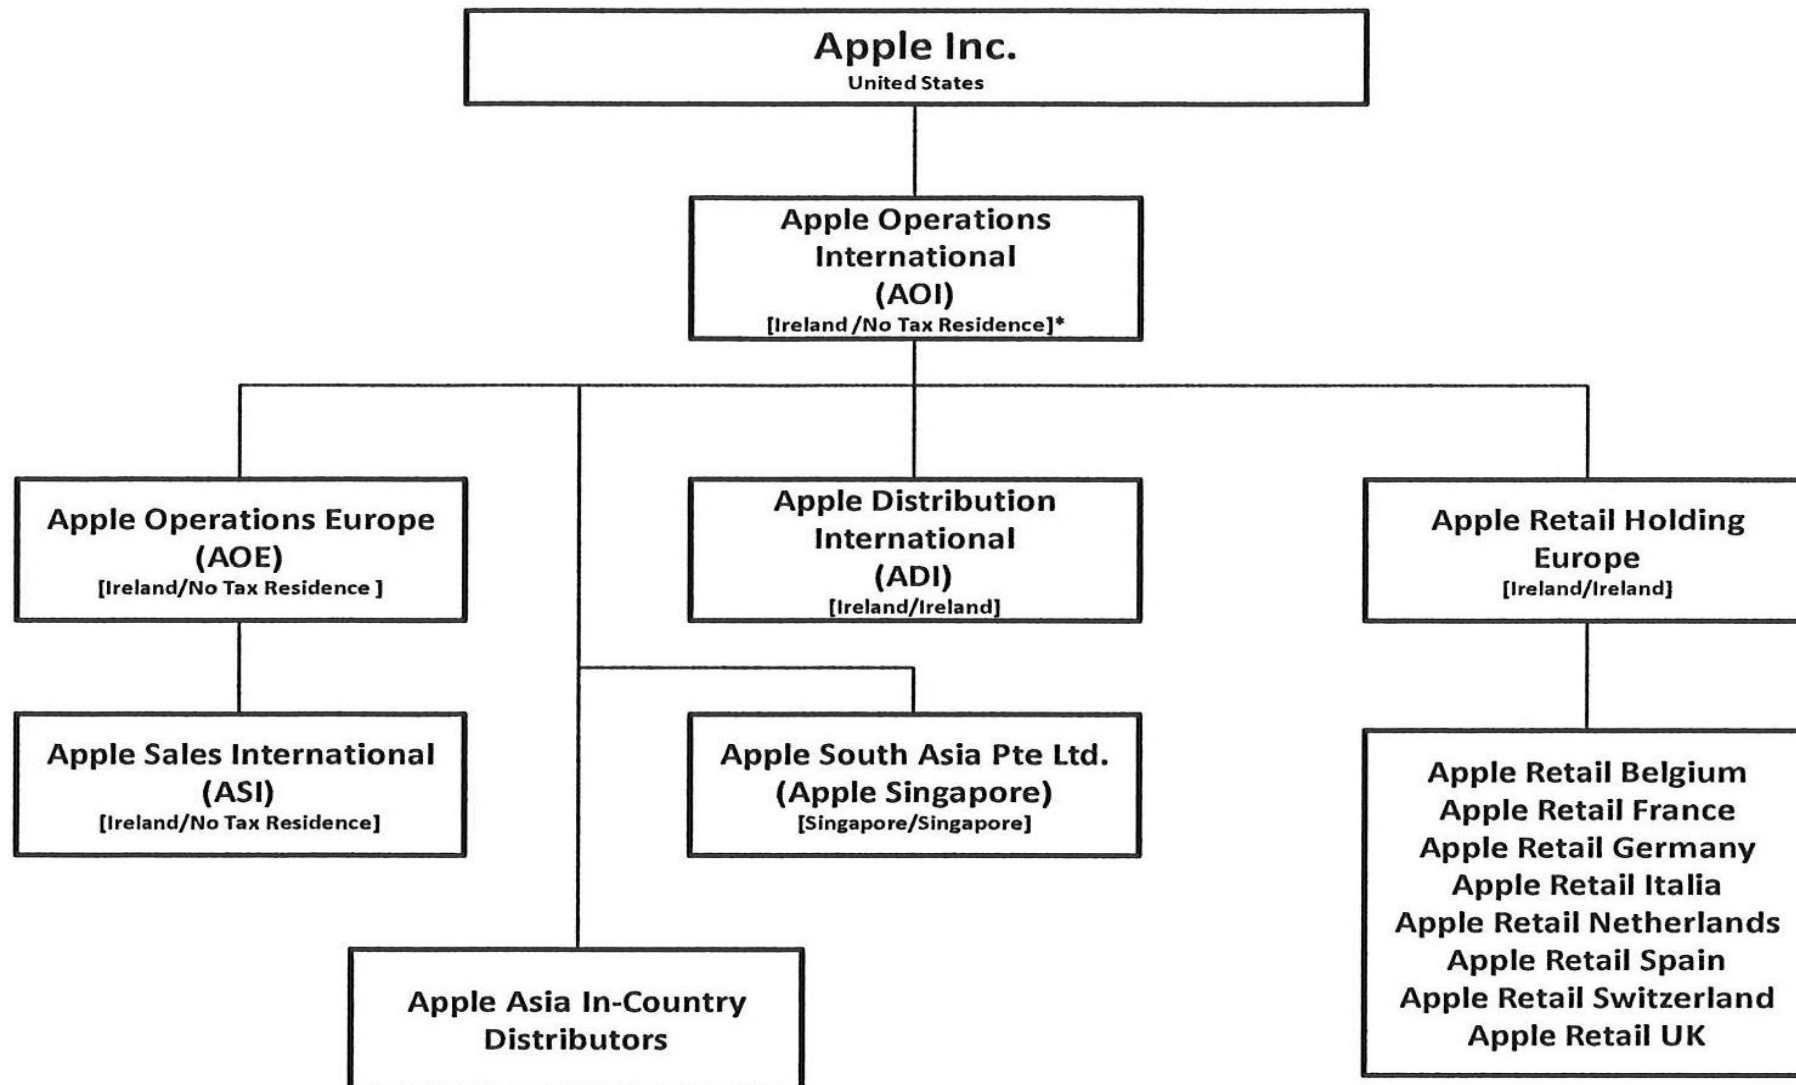 Apple Inc.
United States
Apple Operations
International
(AOI)
[Ireland /No Tax Residence]*
Apple Operations Europe
(AOE)
[Ireland/No Tax Residence ]
Apple Distribution
International
(ADI)
[Ireland/Ireland]
Apple Retail Holding
Europe
[Ireland/Ireland]
Apple Sales International
(ASI)
[Ireland/No Tax Residence]
Apple South Asia Pte Ltd.
(Apple Singapore)
[Singapore/Singapore]
Apple Retail Belgium
Apple Retail France
Apple Retail Germany
Apple Retail Italia
Apple Retail Netherlands
Apple Retail Spain
Apple Retail Switzerland
Apple Retail UK
Apple Asia In-Country
Distributors